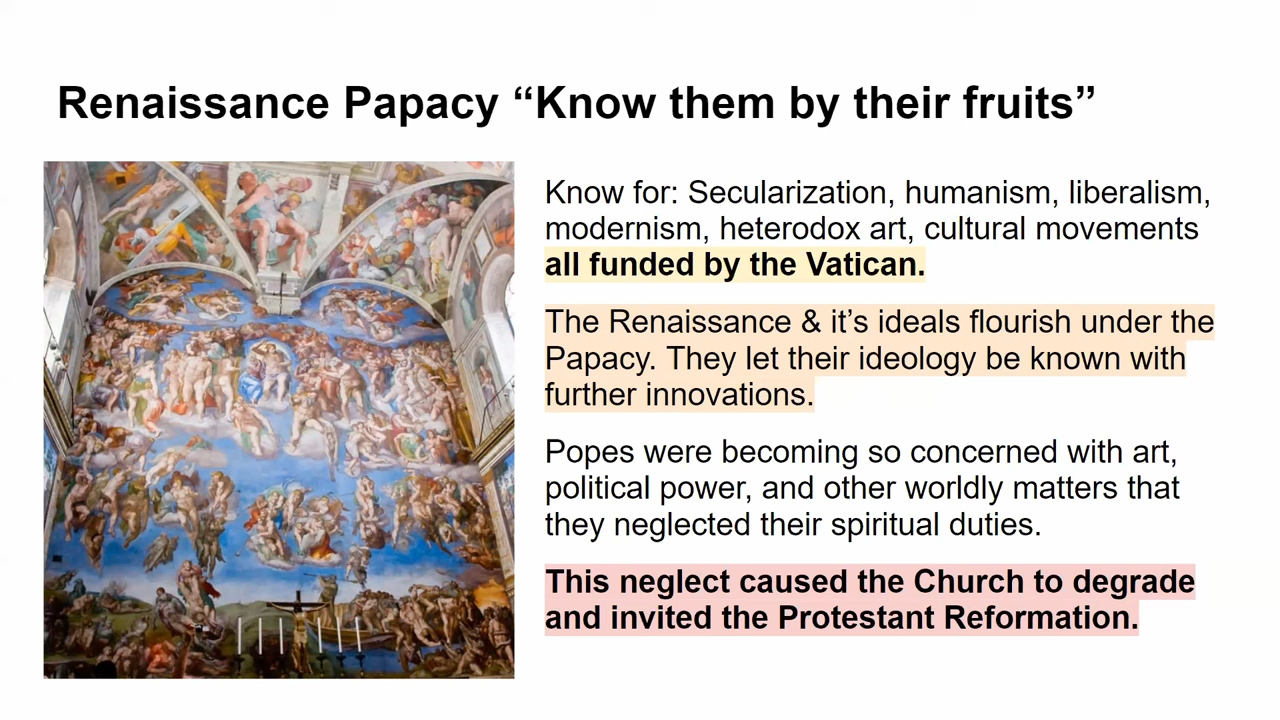 Renaissance Papacy “Know them by their fruits”
Know for: Secularization, humanism, liberalism,
modernism, heterodox art, cultural movements
all funded by the Vatican.
The Renaissance & it’s ideals flourish under the
Papacy. They let their ideology be known with
further innovations.
Popes were becoming so concerned with art,
political power, and other worldly matters that
they neglected their spiritual duties.
This neglect caused the Church to degrade
and invited the Protestant Reformation.